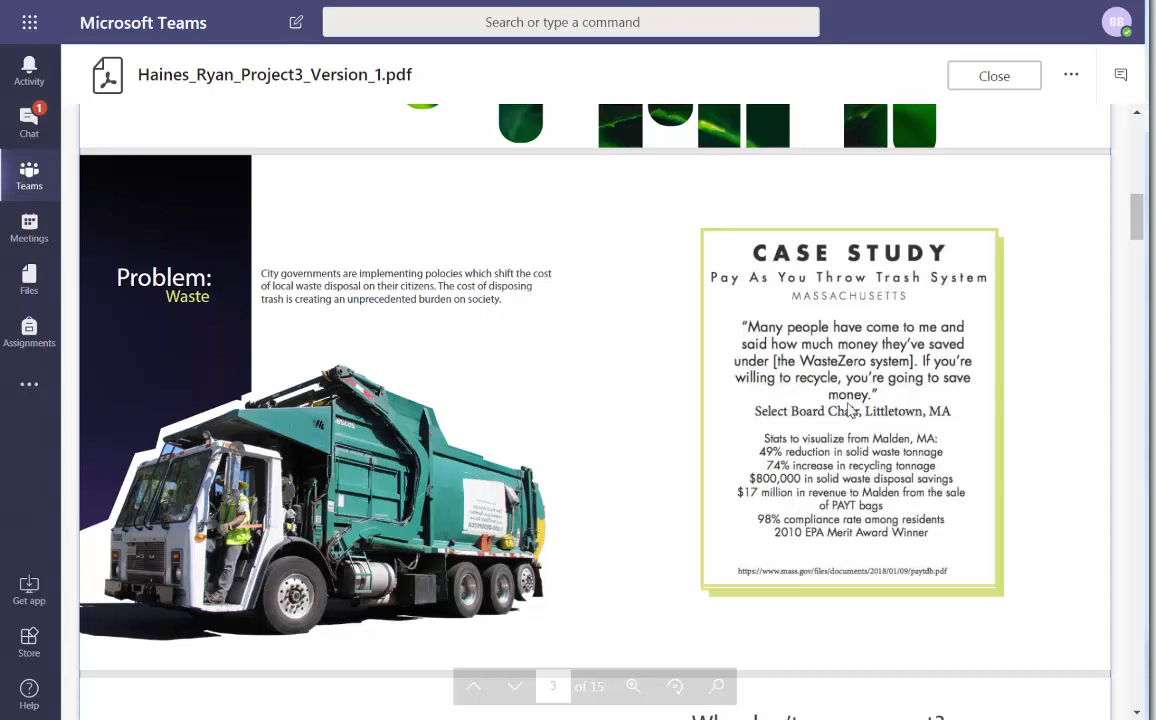 Microsoft Teams
Search or type a command
BB
Activity
1
Chat
Teams
Meetings
Files
Assignments
Get app
Store
Help
Haines_Ryan_Project3_Version_1.pdf
Close
Problem:
Waste
City governments are implementing polocies which shift the cost
of local waste disposal on their citizens. The cost of disposing
trash is creating an unprecedented burden on society.
CASE STUDY
Pay As You Throw Trash System
MASSACHUSETTS
“Many people have come to me and
said how much money they’ve saved
under [the WasteZero system]. If you’re
willing to recycle, you’re going to save
money.”
Select Board Chair, Littletown, MA
Stats to visualize from Malden, MA:
49% reduction in solid waste tonnage
74% increase in recycling tonnage
$800,000 in solid waste disposal savings
$17 million in revenue to Malden from the sale
of PAYT bags
98% compliance rate among residents
2010 EPA Merit Award Winner
https://www.mass.gov/files/documents/2018/01/09/paytdb.pdf
3 of 15